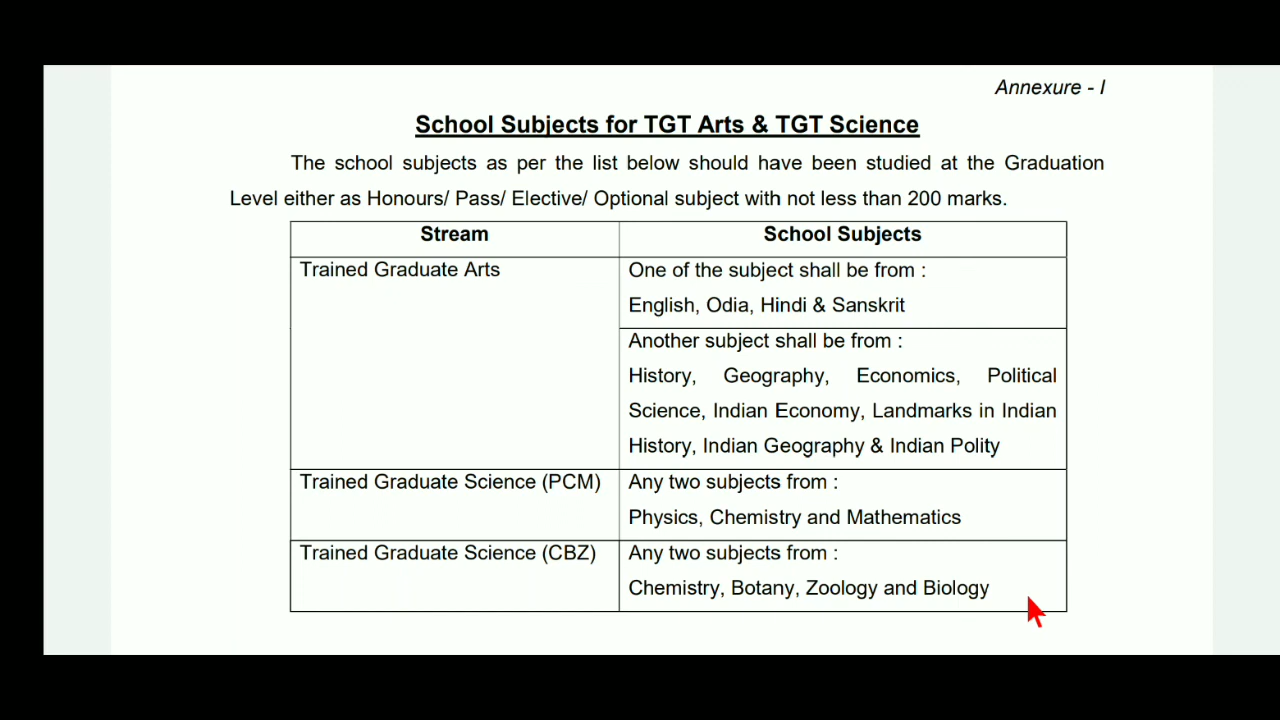 Annexure - I
School Subjects for TGT Arts & TGT Science
The school subjects as per the list below should have been studied at the Graduation
Level either as Honours/ Pass/ Elective/ Optional subject with not less than 200 marks.
Stream School Subjects
Trained Graduate Arts One of the subject shall be from :
English, Odia, Hindi & Sanskrit
Another subject shall be from :
History, Geography, Economics, Political
Science, Indian Economy, Landmarks in Indian
History, Indian Geography & Indian Polity
Trained Graduate Science (PCM) Any two subjects from :
Physics, Chemistry and Mathematics
Trained Graduate Science (CBZ) Any two subjects from :
Chemistry, Botany, Zoology and Biology